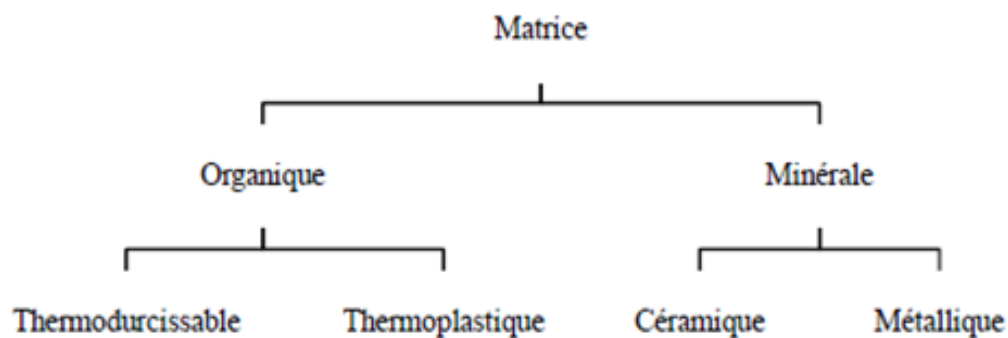 Matrice
Organique Minérale
Thermodurcissable Thermoplastique Céramique Métallique